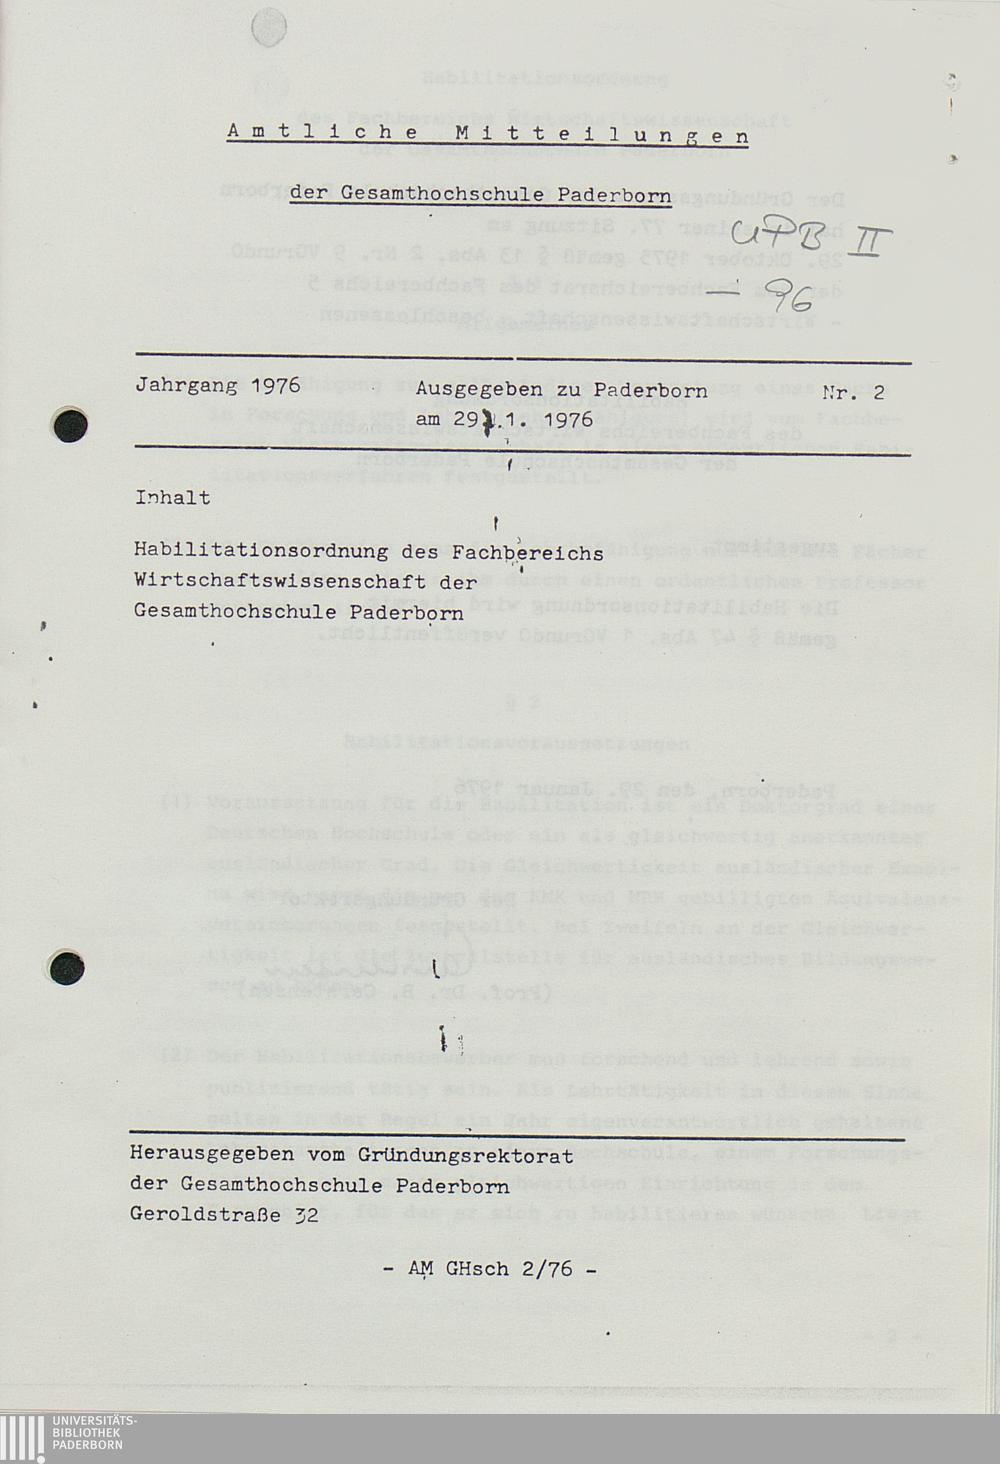 Amtliche Mitteilungen
der Gesamthochschule Paderborn
UPB II
— 96
Jahrgang 1976 Ausgegeben zu Paderborn Nr. 2
am 29.1. 1976
Inhalt
Habilitationsordnung des Fachbereichs
Wirtschaftswissenschaft der
Gesamthochschule Paderborn
Herausgegeben vom Gründungsrektorat
der Gesamthochschule Paderborn
Geroldstraße 32
- AM GHsch 2/76 -
UNIVERSITÄTS-
BIBLIOTHEK
PADERBORN